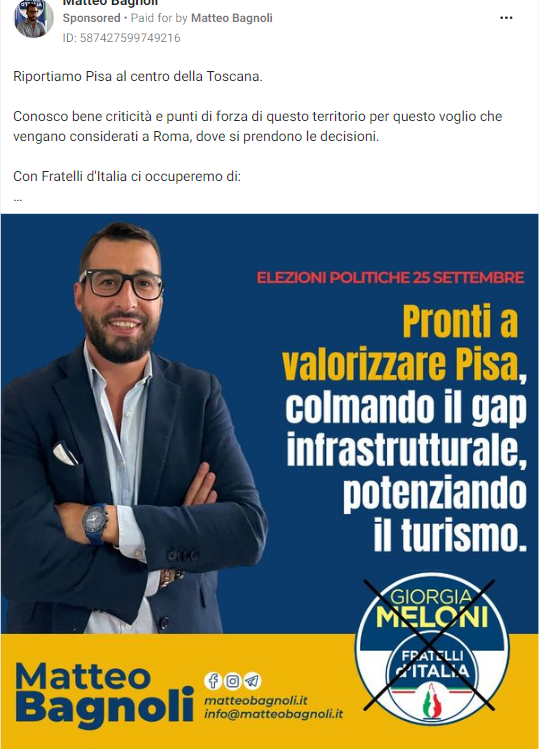 Matteo Bagnoli
Sponsored • Paid for by Matteo Bagnoli
ID: 587427599749216
Riportiamo Pisa al centro della Toscana.
Conosco bene criticità e punti di forza di questo territorio per questo voglio che
vengano considerati a Roma, dove si prendono le decisioni.
Con Fratelli d'Italia ci occuperemo di:
...
ELEZIONI POLITICHE 25 SETTEMBRE
Pronti a
valorizzare Pisa,
colmando il gap
infrastrutturale,
potenziando
il turismo.
GIORGIA
MELONI
FRATELLI
d'ITALIA
Matteo
Bagnoli
matteobagnoli.it
info@matteobagnoli.it